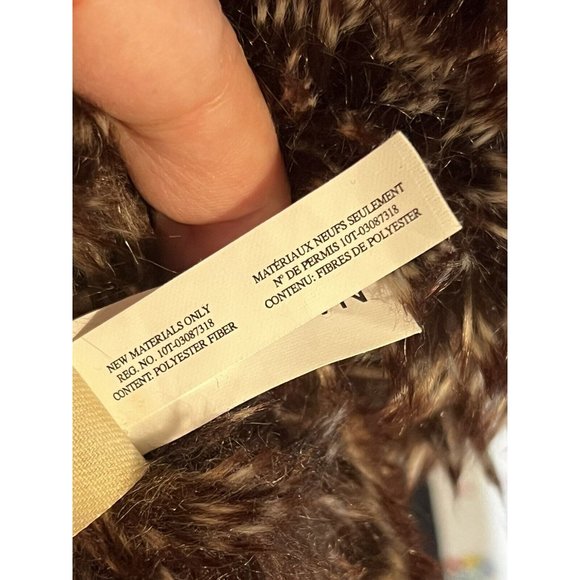 NEW MATERIALS ONLY
REG. NO. 10T-03087318
CONTENT: POLYESTER FIBER
MATÉRIAUX NEUFS SEULEMENT
Nº DE PERMIS 10T-03087318
CONTENU: FIBRES DE POLYESTER